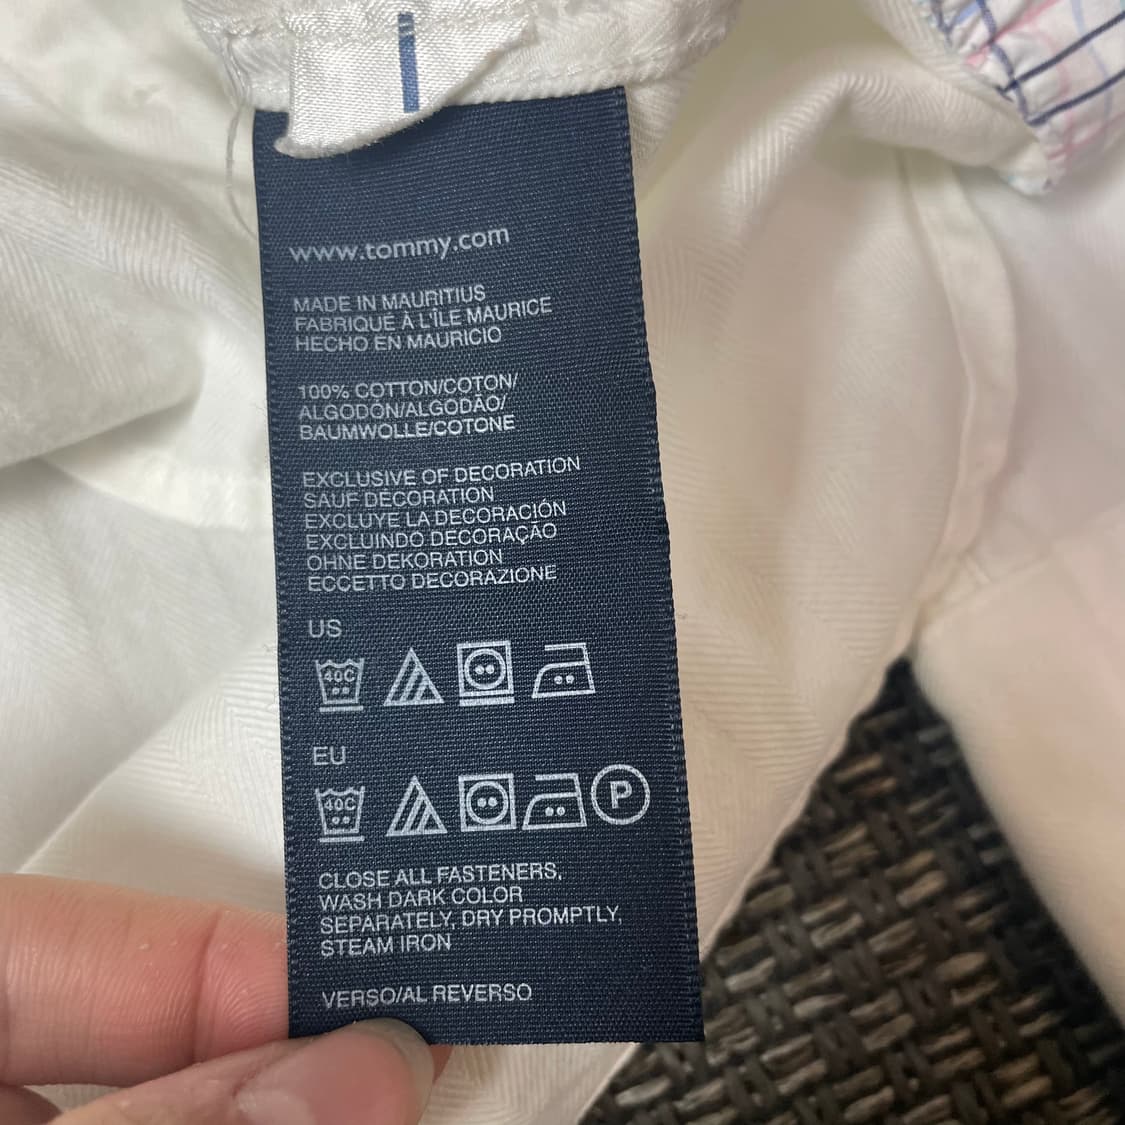 www.tommy.com
MADE IN MAURITIUS
FABRIQUÉ À L'ÎLE MAURICE
HECHO EN MAURICIO
100% COTTON/COTON/
ALGODÓN/ALGODÃO/
BAUMWOLLE/COTONE
EXCLUSIVE OF DECORATION
SAUF DÉCORATION
EXCLUYE LA DECORACIÓN
EXCLUINDO DECORAÇAO
OHNE DEKORATION
ECCETTO DECORAZIONE
US
40C
EU
40C
P
CLOSE ALL FASTENERS,
WASH DARK COLOR
SEPARATELY, DRY PROMPTLY,
STEAM IRON
VERSO/AL REVERSO